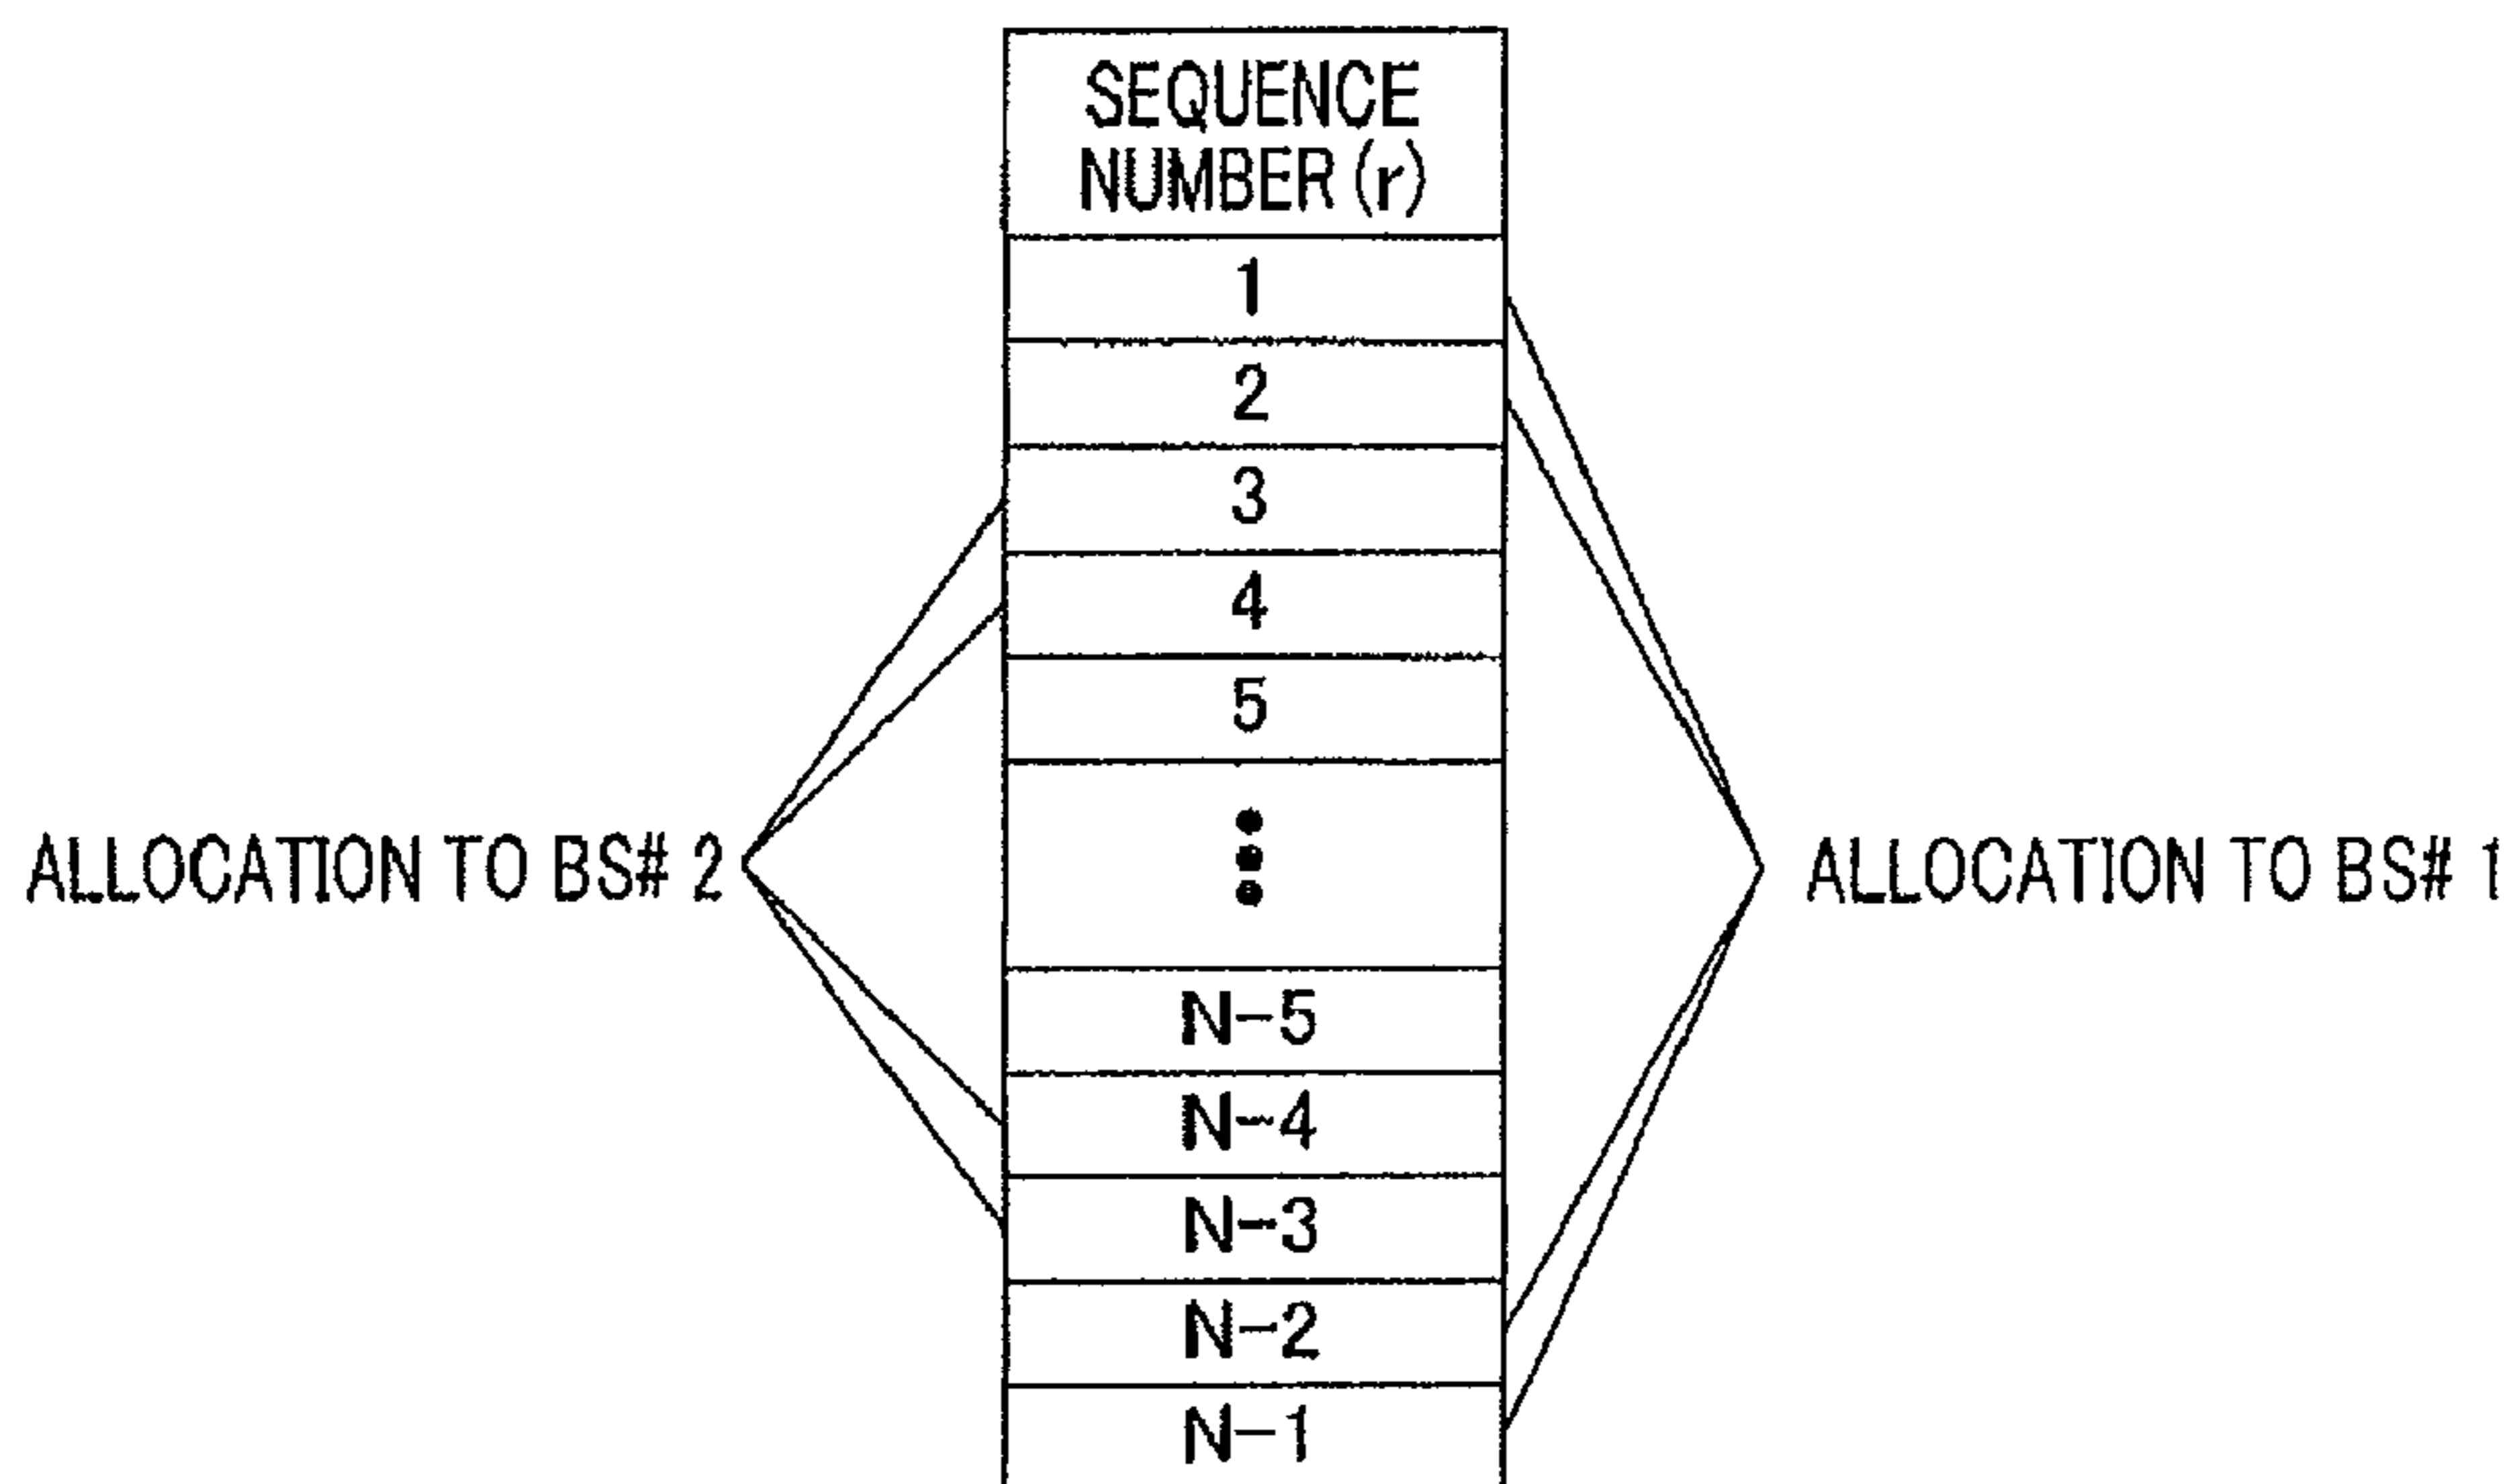 SEQUENCE
NUMBER (r)
1
2
3
4
5
ALLOCATION TO BS# 2
ALLOCATION TO BS# 1
N-5
N-4
N-3
N-2
N-1